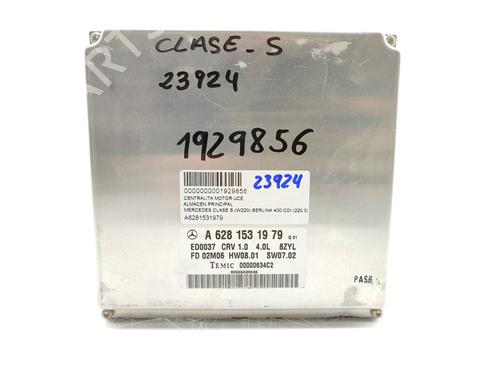 CLASE-S
23924
1929856
0000000001929856
CENTRALITA MOTOR UCE
ALMACEN PRINCIPAL
MERCEDES CLASE S (W220) BERLINA 400 CDI (220.0
A6281531979
23924
A 628 153 19 79 Q 01
ED0037 CRV 1.0 4.0L 8ZYL
FD 02M06 HW08.01 SW07.02
TEMIC 00000634C2
PASA